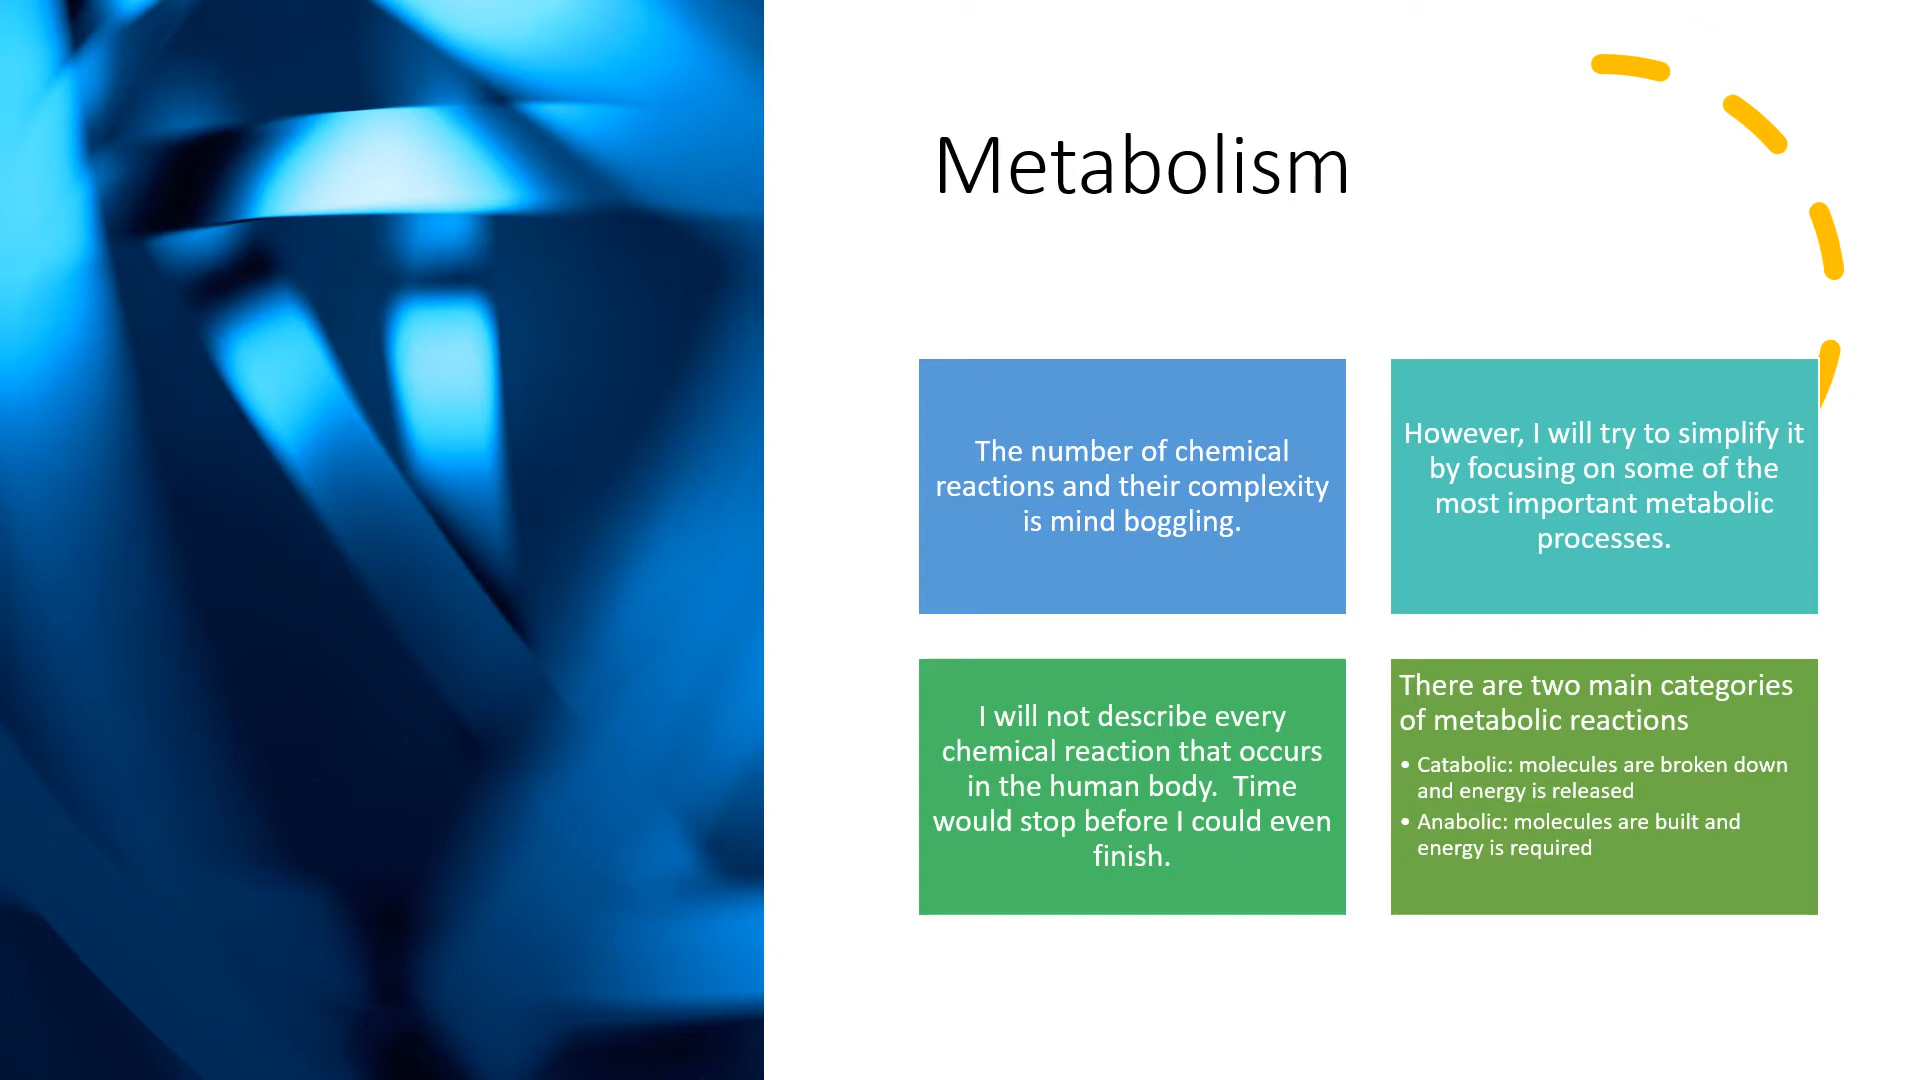 Metabolism
The number of chemical
reactions and their complexity
is mind boggling.
However, I will try to simplify it
by focusing on some of the
most important metabolic
processes.
I will not describe every
chemical reaction that occurs
in the human body.  Time
would stop before I could even
finish.
There are two main categories
of metabolic reactions
• Catabolic: molecules are broken down
and energy is released
• Anabolic: molecules are built and
energy is required